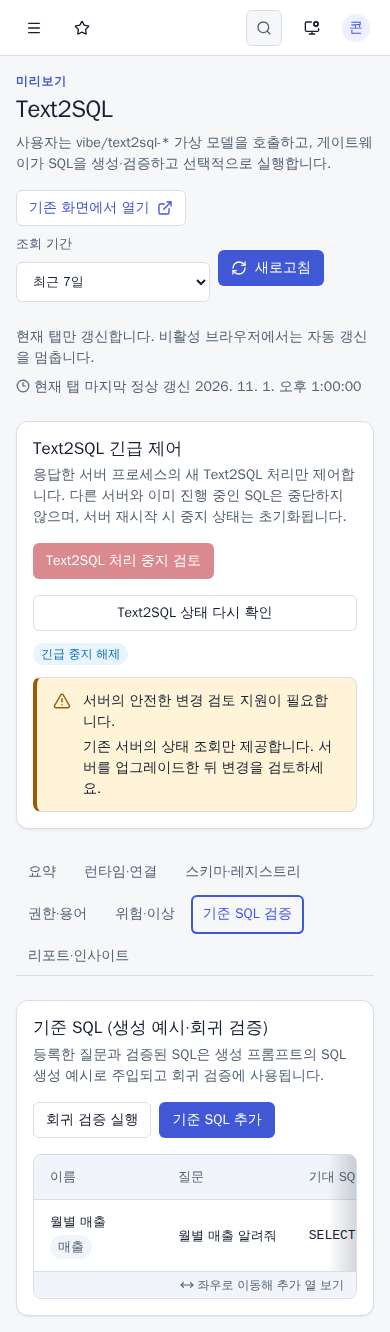 콘
미리보기
Text2SQL
사용자는 vibe/text2sql-* 가상 모델을 호출하고, 게이트웨
이가 SQL을 생성·검증하고 선택적으로 실행합니다.
기존 화면에서 열기
조회 기간
최근 7일
새로고침
현재 탭만 갱신합니다. 비활성 브라우저에서는 자동 갱신
을 멈춥니다.
현재 탭 마지막 정상 갱신 2026. 11. 1. 오후 1:00:00
Text2SQL 긴급 제어
응답한 서버 프로세스의 새 Text2SQL 처리만 제어합
니다. 다른 서버와 이미 진행 중인 SQL은 중단하지
않으며, 서버 재시작 시 중지 상태는 초기화됩니다.
Text2SQL 처리 중지 검토
Text2SQL 상태 다시 확인
긴급 중지 해제
서버의 안전한 변경 검토 지원이 필요합
니다.
기존 서버의 상태 조회만 제공합니다. 서
버를 업그레이드한 뒤 변경을 검토하세
요.
요약 런타임·연결 스키마·레지스트리
권한·용어 위험·이상 기준 SQL 검증
리포트·인사이트
기준 SQL (생성 예시·회귀 검증)
등록한 질문과 검증된 SQL은 생성 프롬프트의 SQL
생성 예시로 주입되고 회귀 검증에 사용됩니다.
회귀 검증 실행 기준 SQL 추가
이름 질문 기대 SQ
월별 매출 월별 매출 알려줘 SELECT
매출
좌우로 이동해 추가 열 보기